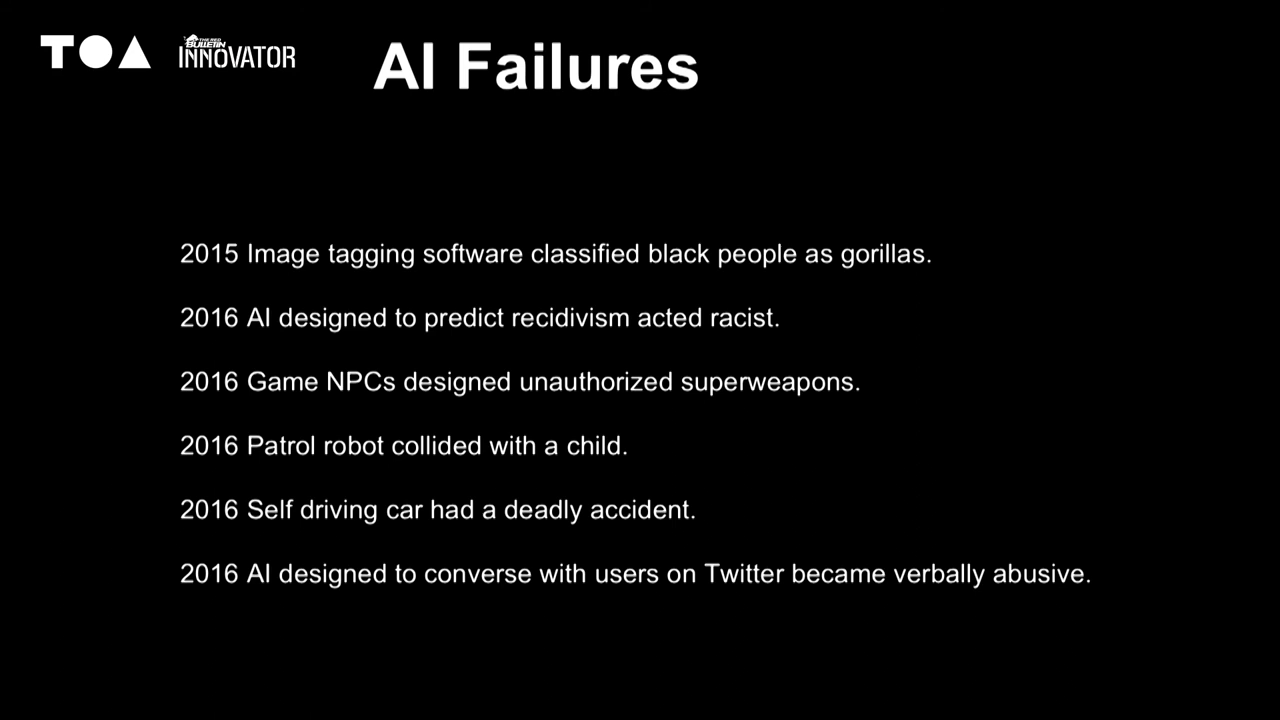 TOA
THE RED
BULLETIN
INNOVATOR
AI Failures
2015 Image tagging software classified black people as gorillas.
2016 AI designed to predict recidivism acted racist.
2016 Game NPCs designed unauthorized superweapons.
2016 Patrol robot collided with a child.
2016 Self driving car had a deadly accident.
2016 AI designed to converse with users on Twitter became verbally abusive.